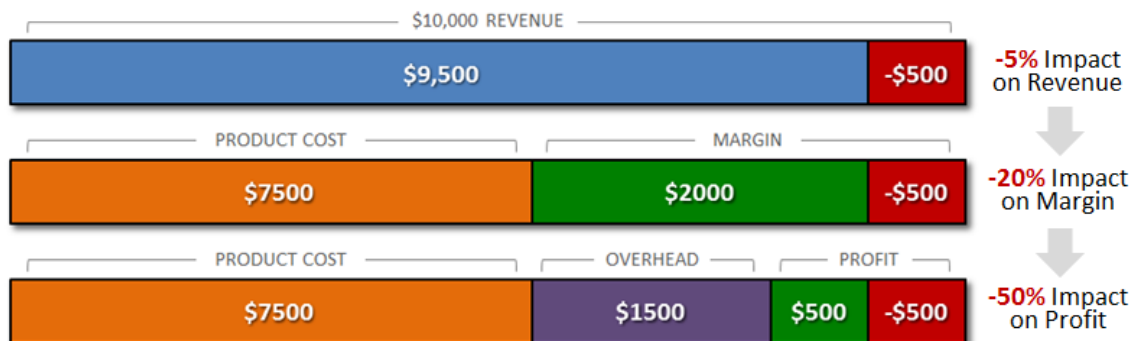 $10,000 REVENUE
$9,500 -$500
-5% Impact
on Revenue
PRODUCT COST MARGIN
$7500 $2000 -$500
-20% Impact
on Margin
PRODUCT COST OVERHEAD PROFIT
$7500 $1500 $500 -$500
-50% Impact
on Profit